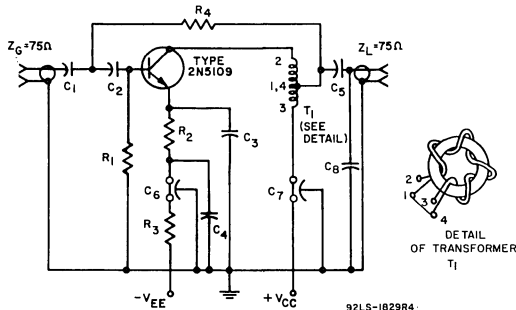 R4
ZG=75Ω
TYPE
2N5109
ZL=75Ω
C1
C2
2
1,4
3
C5
T1
(SEE
DETAIL)
R1
R2
C3
C8
C6
C7
R3
C4
2
1
3
4
DETAIL
OF TRANSFORMER
T1
-VEE
+VCC
92LS-1829R4